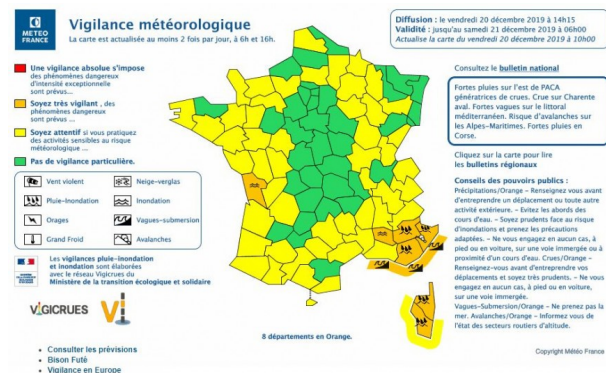 METEO
FRANCE
Vigilance météorologique
La carte est actualisée au moins 2 fois par jour, à 6h et 16h.
Diffusion : le vendredi 20 décembre 2019 à 14h15
Validité : jusqu'au samedi 21 décembre 2019 à 06h00
Actualise la carte du vendredi 20 décembre 2019 à 10h00
Une vigilance absolue s'impose
des phénomènes dangereux
d'intensité exceptionnelle
sont prévus...
Soyez très vigilant , des
phénomènes dangereux
sont prévus ...
Soyez attentif si vous pratiquez
des activités sensibles au risque
météorologique ...
Pas de vigilance particulière.
Vent violent
Neige-verglas
Pluie-Inondation
Inondation
Orages
Vagues-submersion
Grand Froid
Avalanches
Les vigilances pluie-inondation
et inondation sont élaborées
avec le réseau Vigicrues du
Ministère de la transition écologique et solidaire
VIGICRUES
Consulter les prévisions
Bison Futé
Vigilance en Europe
8 départements en Orange.
Consultez le bulletin national
Fortes pluies sur l'est de PACA
génératrices de crues. Crue sur Charente
aval. Fortes vagues sur le littoral
méditerranéen. Risque d'avalanches sur
les Alpes-Maritimes. Fortes pluies en
Corse.
Cliquez sur la carte pour lire
les bulletins régionaux
Conseils des pouvoirs publics :
Précipitations/Orange - Renseignez vous avant
d'entreprendre un déplacement ou toute autre
activité extérieure. - Evitez les abords des
cours d'eau. - Soyez prudents face au risque
d'inondations et prenez les précautions
adaptées. - Ne vous engagez en aucun cas, à
pied ou en voiture, sur une voie immergée ou à
proximité d'un cours d'eau. Crues/Orange -
Renseignez-vous avant d'entreprendre vos
déplacements et soyez très prudents. - Ne vous
engagez en aucun cas, à pied ou en voiture,
sur une voie immergée.
Vagues-Submersion/Orange - Ne prenez pas la
mer. Avalanches/Orange - Informez vous de
l'état des secteurs routiers d'altitude.
Copyright Météo France